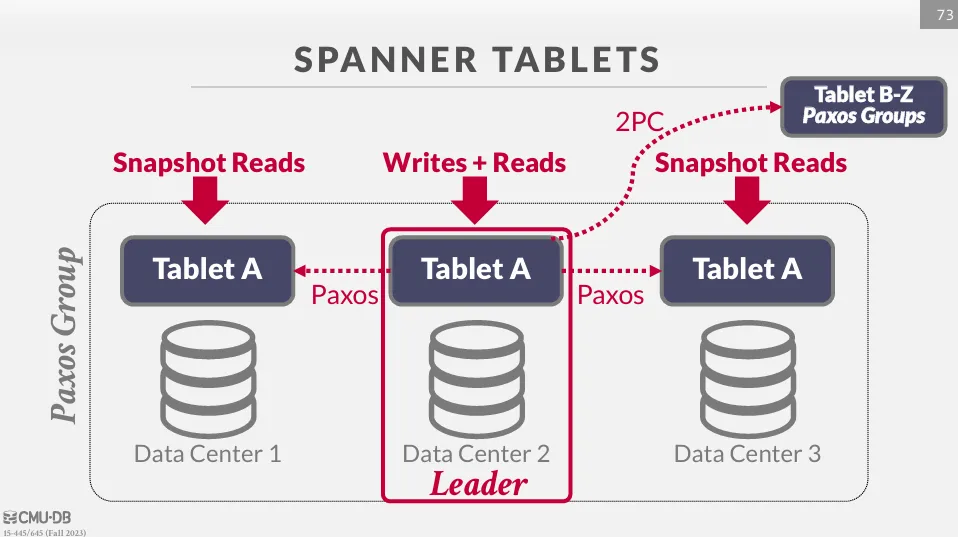 73
SPANNER TABLETS
Tablet B-Z
Paxos Groups
2PC
Snapshot Reads
Writes + Reads
Snapshot Reads
Paxos Group
Tablet A
Tablet A
Tablet A
Paxos
Paxos
Data Center 1
Data Center 2
Data Center 3
Leader
CMU·DB
15-445/645 (Fall 2023)